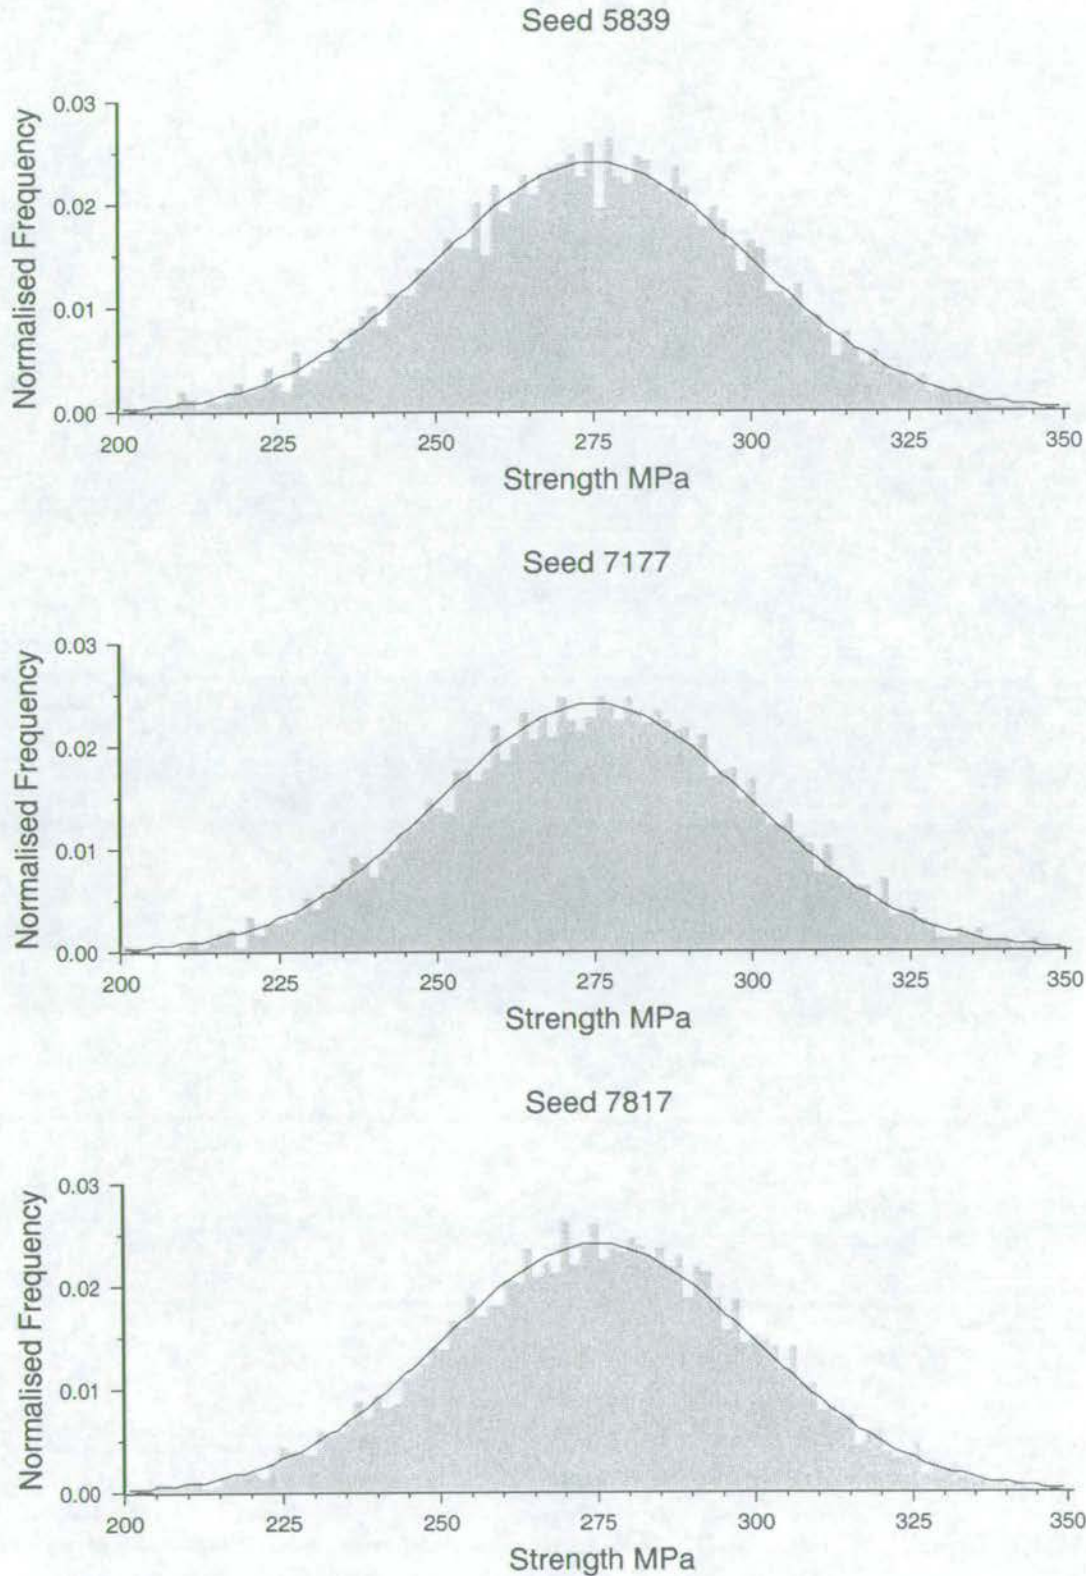 Seed 5839
Normalised Frequency
0.03
0.02
0.01
0.00
200 225 250 275 300 325 350
Strength MPa
Seed 7177
Normalised Frequency
0.03
0.02
0.01
0.00
200 225 250 275 300 325 350
Strength MPa
Seed 7817
Normalised Frequency
0.03
0.02
0.01
0.00
200 225 250 275 300 325 350
Strength MPa